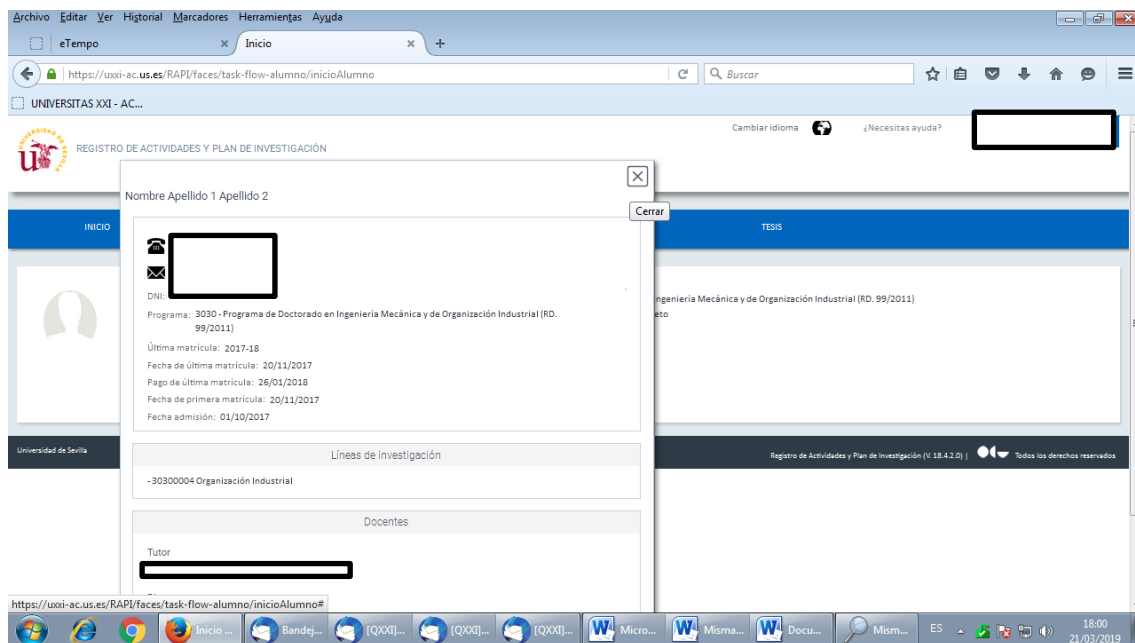 Archivo Editar Ver Historial Marcadores Herramientas Ayuda
eTempo
Inicio
https://uxxi-ac.us.es/RAPI/faces/task-flow-alumno/inicioAlumno
Buscar
UNIVERSITAS XXI - AC...
Cambiar idioma
¿Necesitas ayuda?
REGISTRO DE ACTIVIDADES Y PLAN DE INVESTIGACIÓN
Nombre Apellido 1 Apellido 2
Cerrar
INICIO
TESIS
DNI:
Programa: 3030 - Programa de Doctorado en Ingeniería Mecánica y de Organización Industrial (RD.
99/2011)
ngeniería Mecánica y de Organización Industrial (RD. 99/2011)
eto
Última matrícula: 2017-18
Fecha de última matrícula: 20/11/2017
Pago de última matrícula: 26/01/2018
Fecha de primera matrícula: 20/11/2017
Fecha admisión: 01/10/2017
Universidad de Sevilla
Registro de Actividades y Plan de Investigación (V. 18.4.2.0) |
Todos los derechos reservados
Líneas de investigación
- 30300004 Organización Industrial
Docentes
Tutor
https://uxxi-ac.us.es/RAPI/faces/task-flow-alumno/inicioAlumno#
Inicio ...
Bandej...
[QXXI]...
[QXXI]...
[QXXI]...
Micro...
Misma...
Docu...
Mism...
ES
18:00
21/03/2019